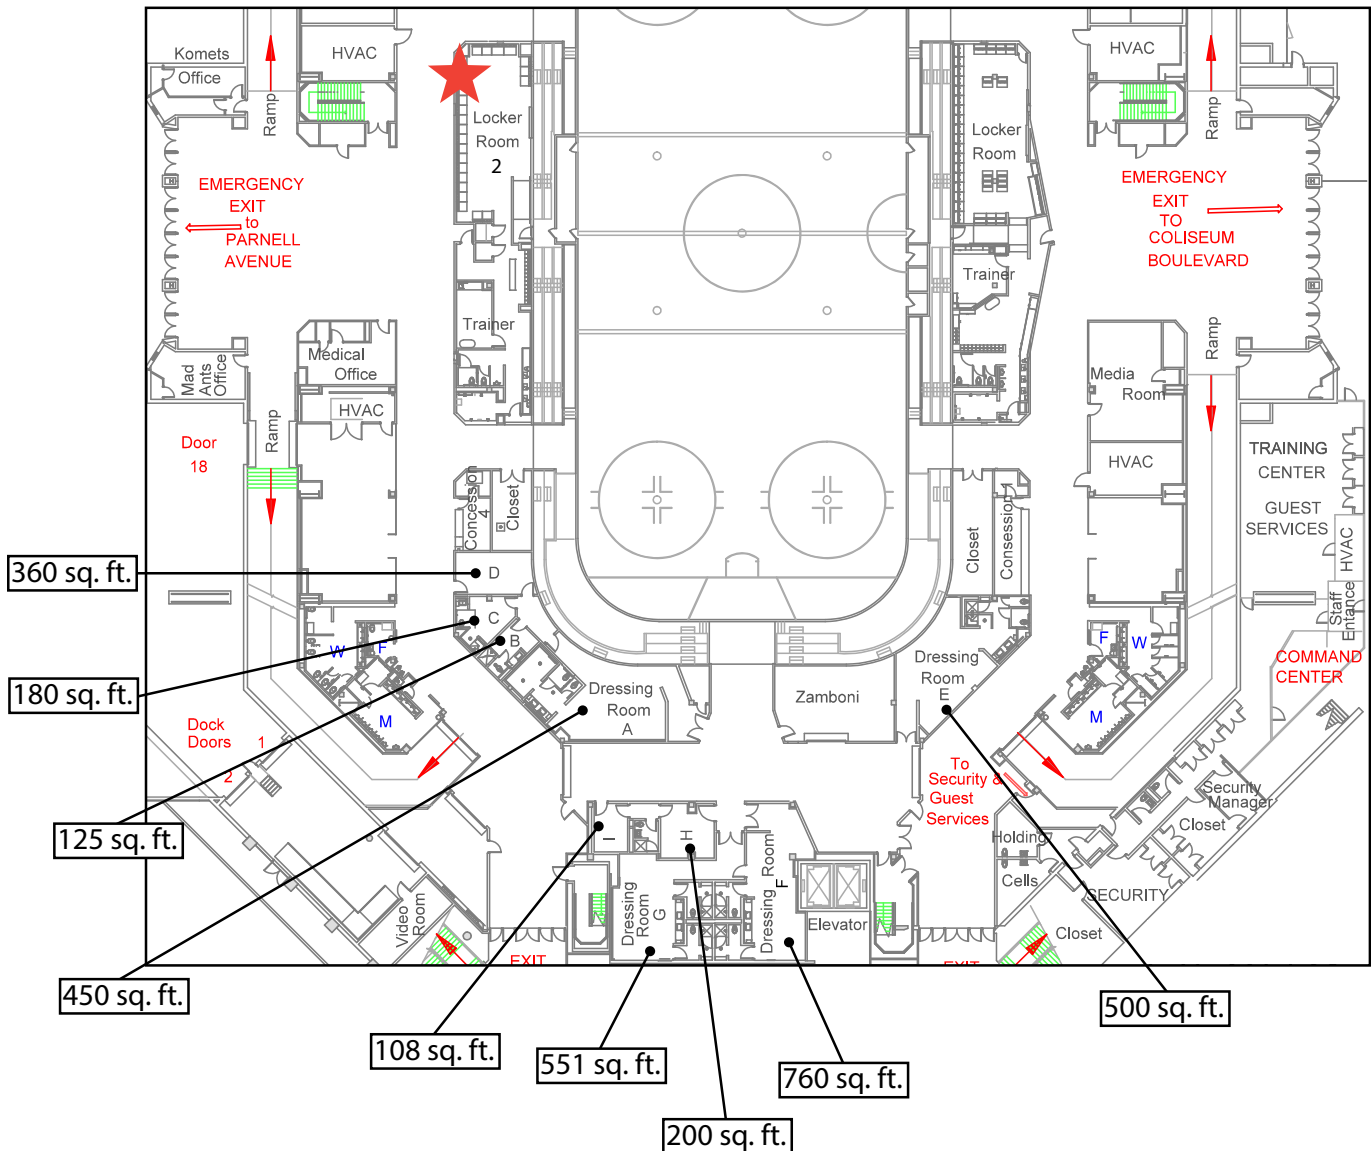 Komets
Office
HVAC
Ramp
Locker
Room
2
Locker
Room
HVAC
Ramp
EMERGENCY
EXIT
to
PARNELL
AVENUE
EMERGENCY
EXIT
TO
COLISEUM
BOULEVARD
Trainer
Trainer
Ramp
Mad
Ants
Office
Medical
Office
HVAC
Media
Room
Door
18
Ramp
HVAC
TRAINING
CENTER
GUEST
SERVICES
HVAC
Staff
Entance
Concession
4
Closet
Closet
Consession
360 sq. ft.
D
C
B
180 sq. ft.
W
F
M
F
W
M
Dressing
Room
A
Zamboni
Dressing
Room
E
COMMAND
CENTER
Dock
Doors
1
2
To
Security &
Guest
Services
Security
Manager
Closet
125 sq. ft.
I
H
Holding
Cells
SECURITY
Closet
Video
Room
Dressing
Room
G
Dressing Room
F
Elevator
EXIT
EXIT
450 sq. ft.
500 sq. ft.
108 sq. ft.
551 sq. ft.
760 sq. ft.
200 sq. ft.